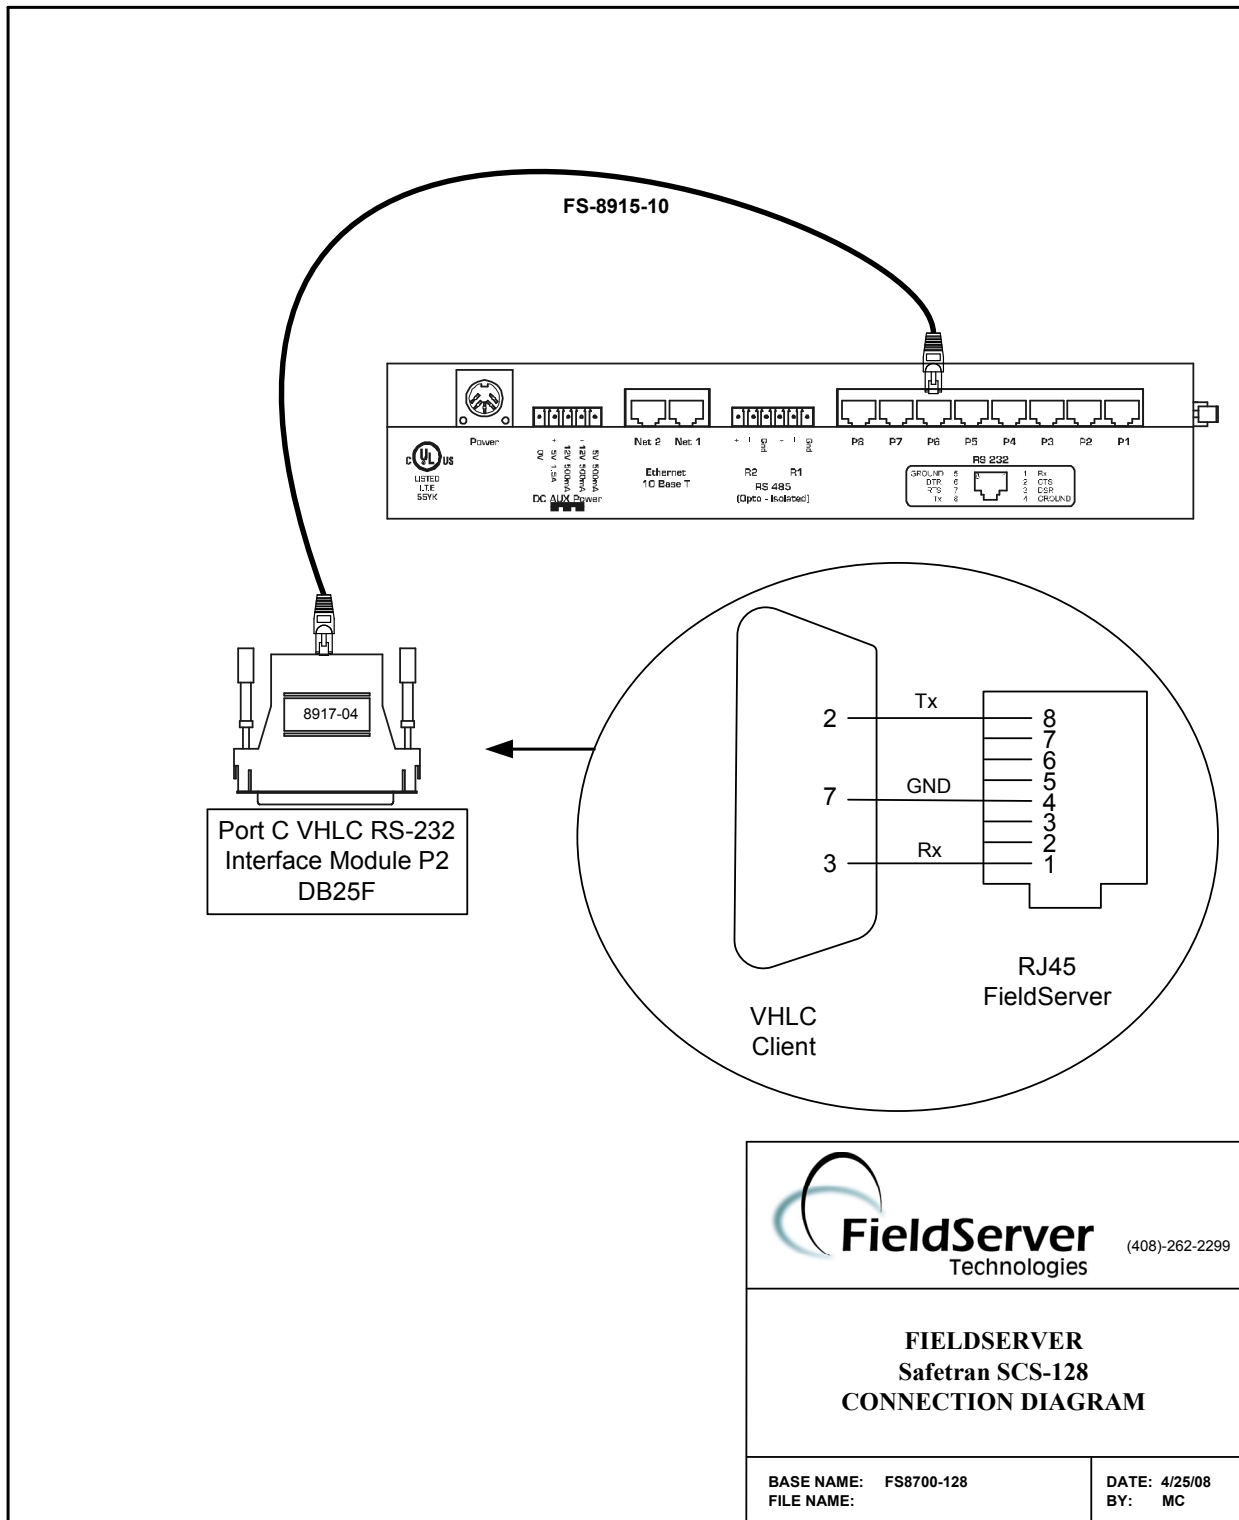 FS-8915-10
Power
C UL US
LISTED
I.T.E
55YK
0V
+ 5V 1.5A
12V 500mA
- 12V 500mA
5V 500mA
DC AUX Power
Net 2 Net 1
Ethernet
10 Base T
+ - Gnd + - Gnd
R2 R1
RS 485
(Opto - Isolated)
P8 P7 P6 P5 P4 P3 P2 P1
RS 232
GROUND 5 1 Rx
DTR 6 2 CTS
RTS 7 3 DSR
Tx 8 4 GROUND
8917-04
Port C VHLC RS-232
Interface Module P2
DB25F
2 Tx 8
7
6
5
7 GND 4
3
2
3 Rx 1
RJ45
FieldServer
VHLC
Client
FieldServer
Technologies
(408)-262-2299
FIELDSERVER
Safetran SCS-128
CONNECTION DIAGRAM
BASE NAME: FS8700-128
FILE NAME:
DATE: 4/25/08
BY: MC